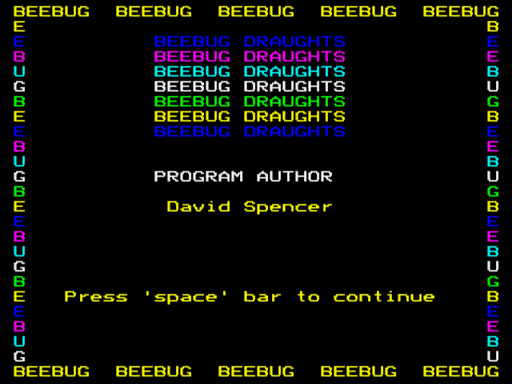 BEEBUG BEEBUG BEEBUG BEEBUG BEEBUG
E B
E BEEBUG DRAUGHTS E
B BEEBUG DRAUGHTS E
U BEEBUG DRAUGHTS B
G BEEBUG DRAUGHTS U
B BEEBUG DRAUGHTS G
E BEEBUG DRAUGHTS B
E BEEBUG DRAUGHTS E
B E
U B
G PROGRAM AUTHOR U
B G
E David Spencer B
E E
B E
U B
G U
B G
E Press 'space' bar to continue B
E E
B E
U B
G U
BEEBUG BEEBUG BEEBUG BEEBUG BEEBUG